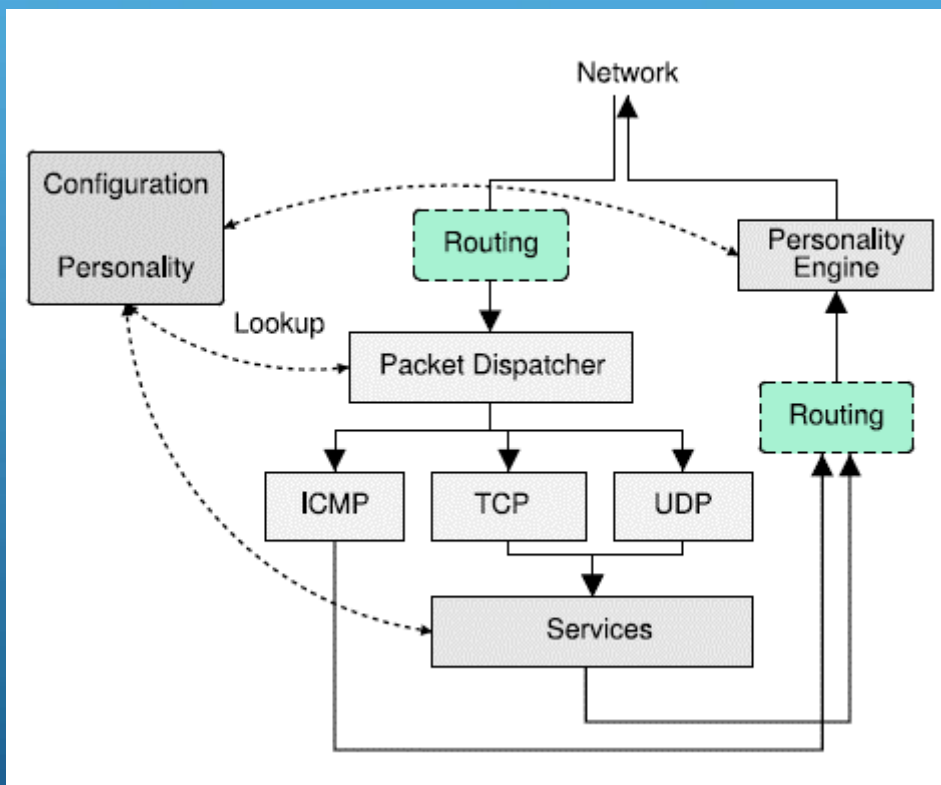 Network
Configuration
Personality
Routing
Personality
Engine
Lookup
Packet Dispatcher
Routing
ICMP
TCP
UDP
Services